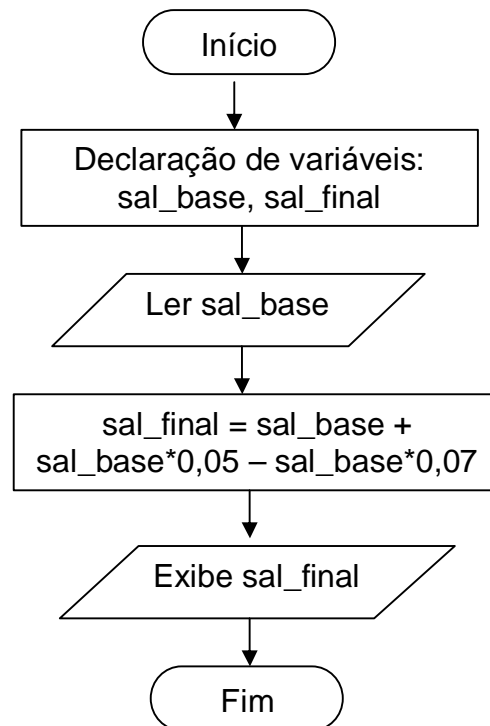 Início
Declaração de variáveis:
sal_base, sal_final
Ler sal_base
sal_final = sal_base +
sal_base*0,05 – sal_base*0,07
Exibe sal_final
Fim